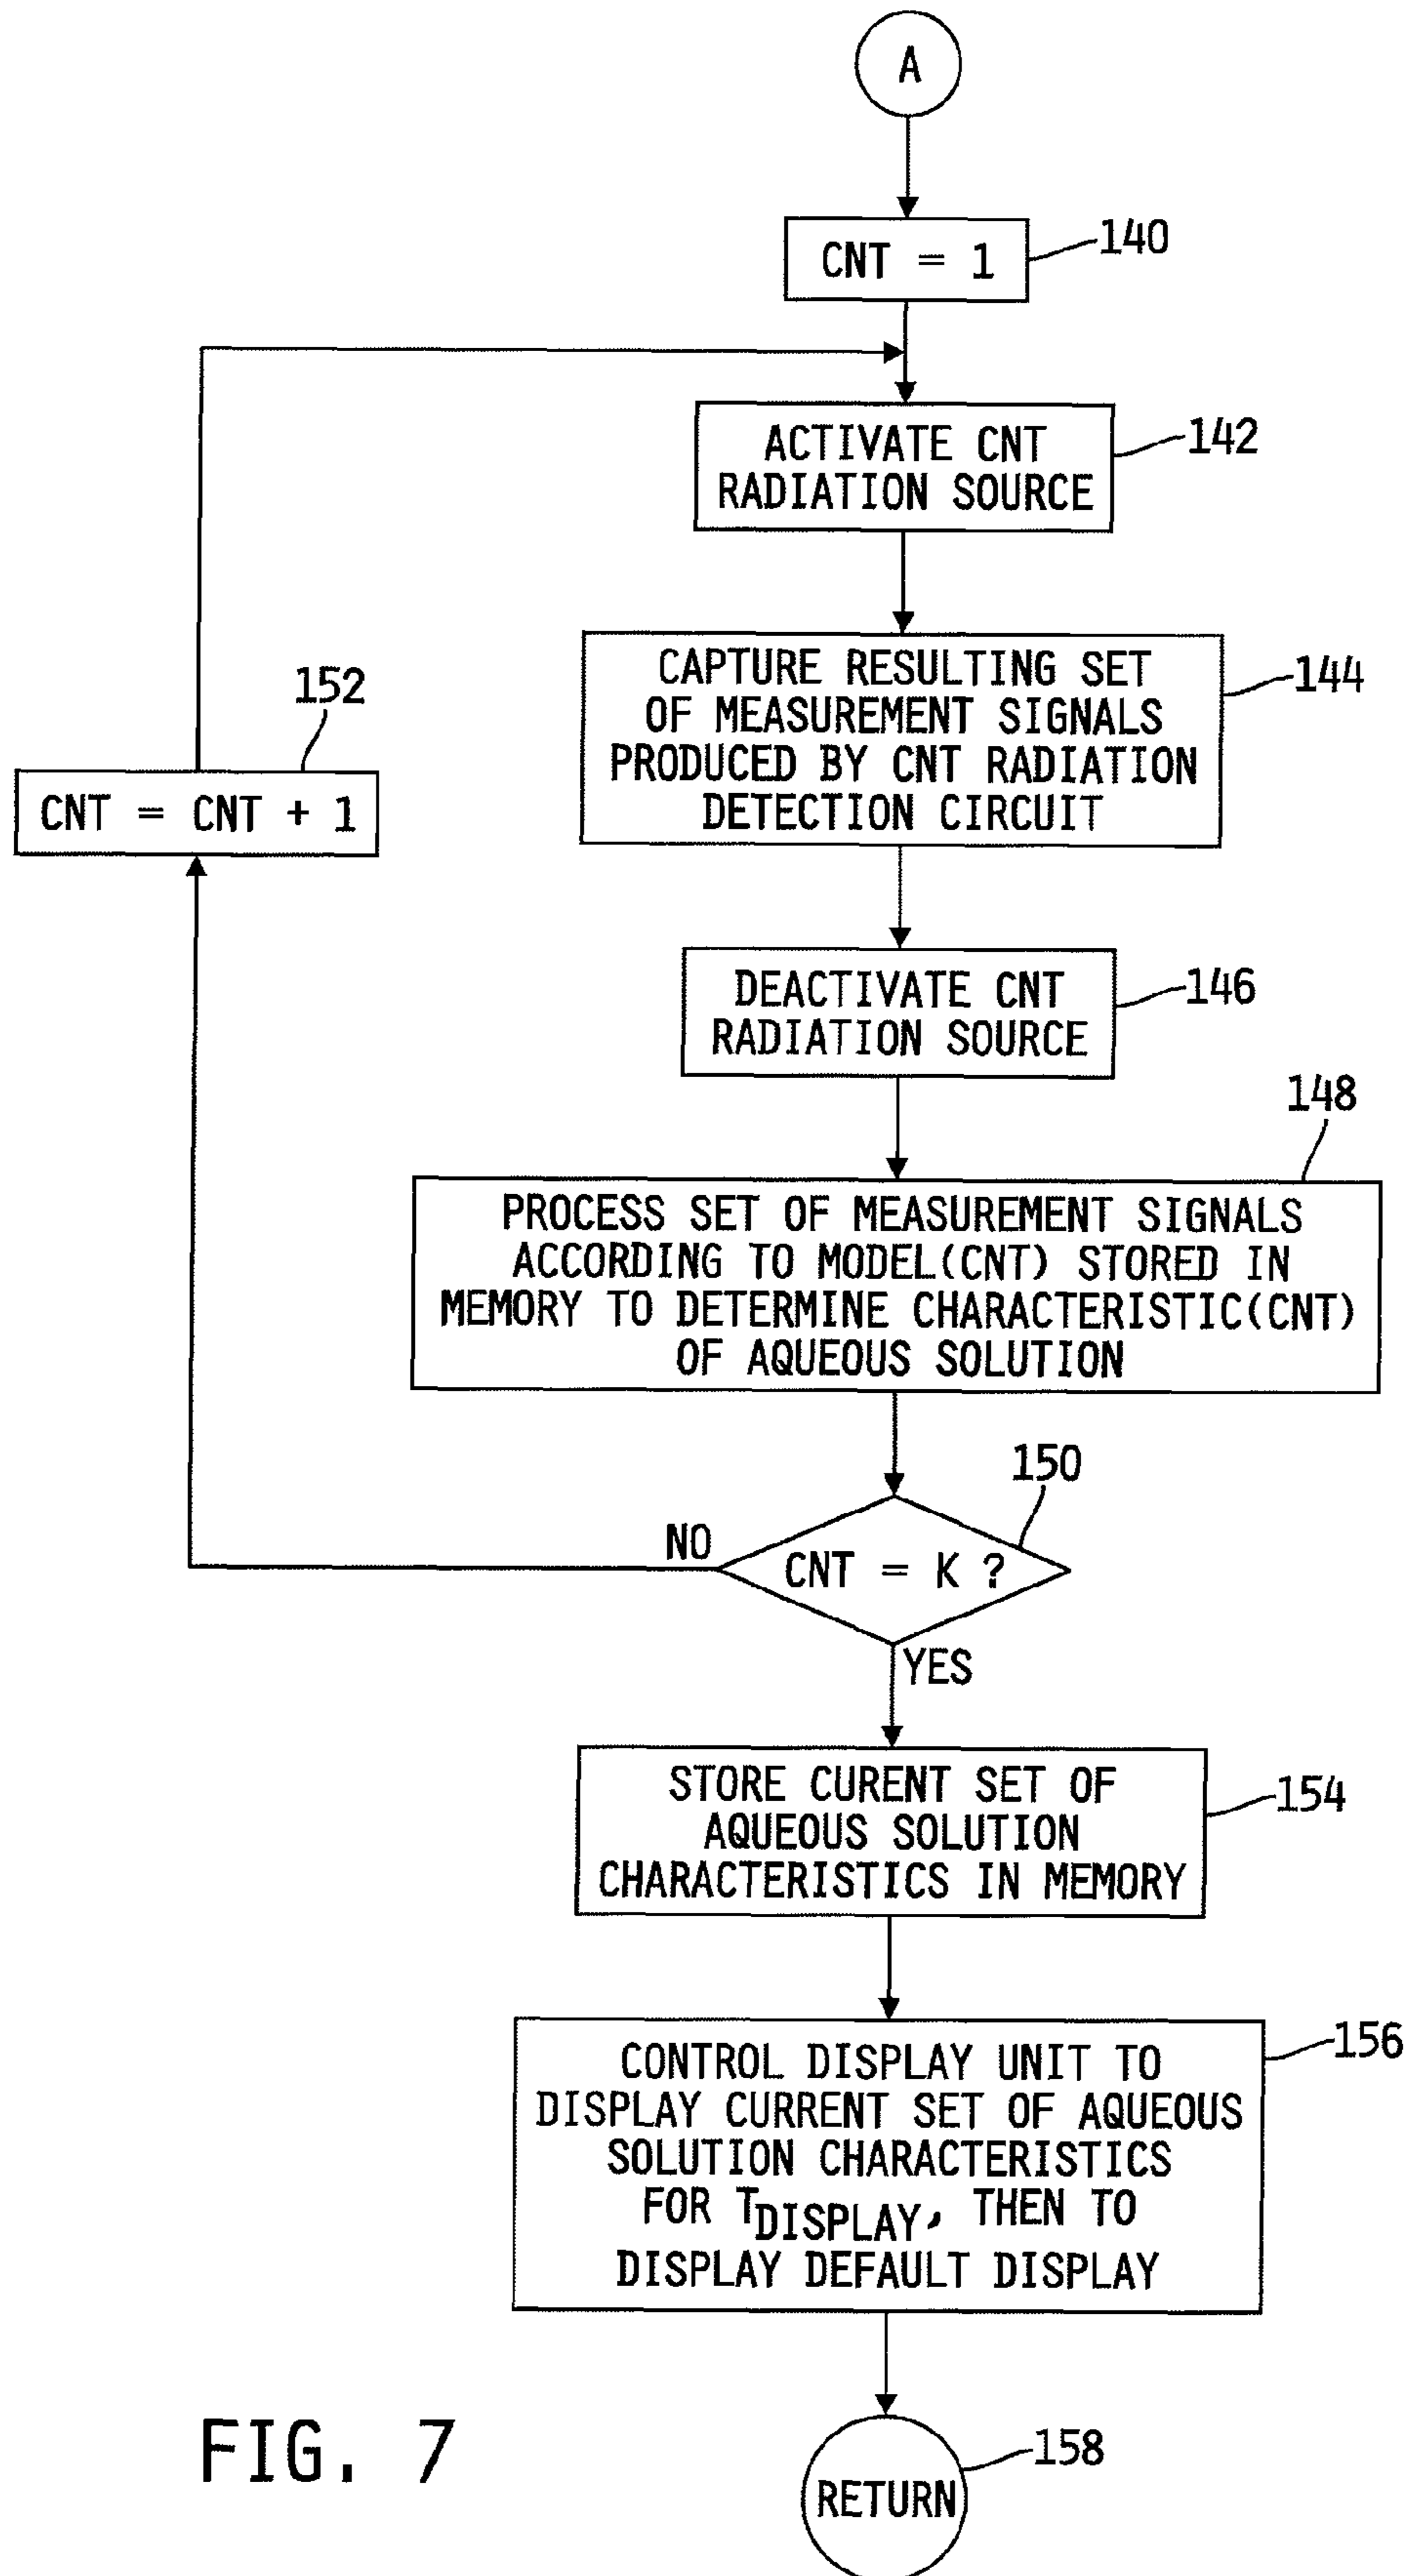 A
CNT = 1
140
ACTIVATE CNT
RADIATION SOURCE
142
CAPTURE RESULTING SET
OF MEASUREMENT SIGNALS
PRODUCED BY CNT RADIATION
DETECTION CIRCUIT
144
152
CNT = CNT + 1
DEACTIVATE CNT
RADIATION SOURCE
146
148
PROCESS SET OF MEASUREMENT SIGNALS
ACCORDING TO MODEL(CNT) STORED IN
MEMORY TO DETERMINE CHARACTERISTIC(CNT)
OF AQUEOUS SOLUTION
150
NO
CNT = K ?
YES
STORE CURENT SET OF
AQUEOUS SOLUTION
CHARACTERISTICS IN MEMORY
154
CONTROL DISPLAY UNIT TO
DISPLAY CURRENT SET OF AQUEOUS
SOLUTION CHARACTERISTICS
FOR TDISPLAY, THEN TO
DISPLAY DEFAULT DISPLAY
156
RETURN
158
FIG. 7